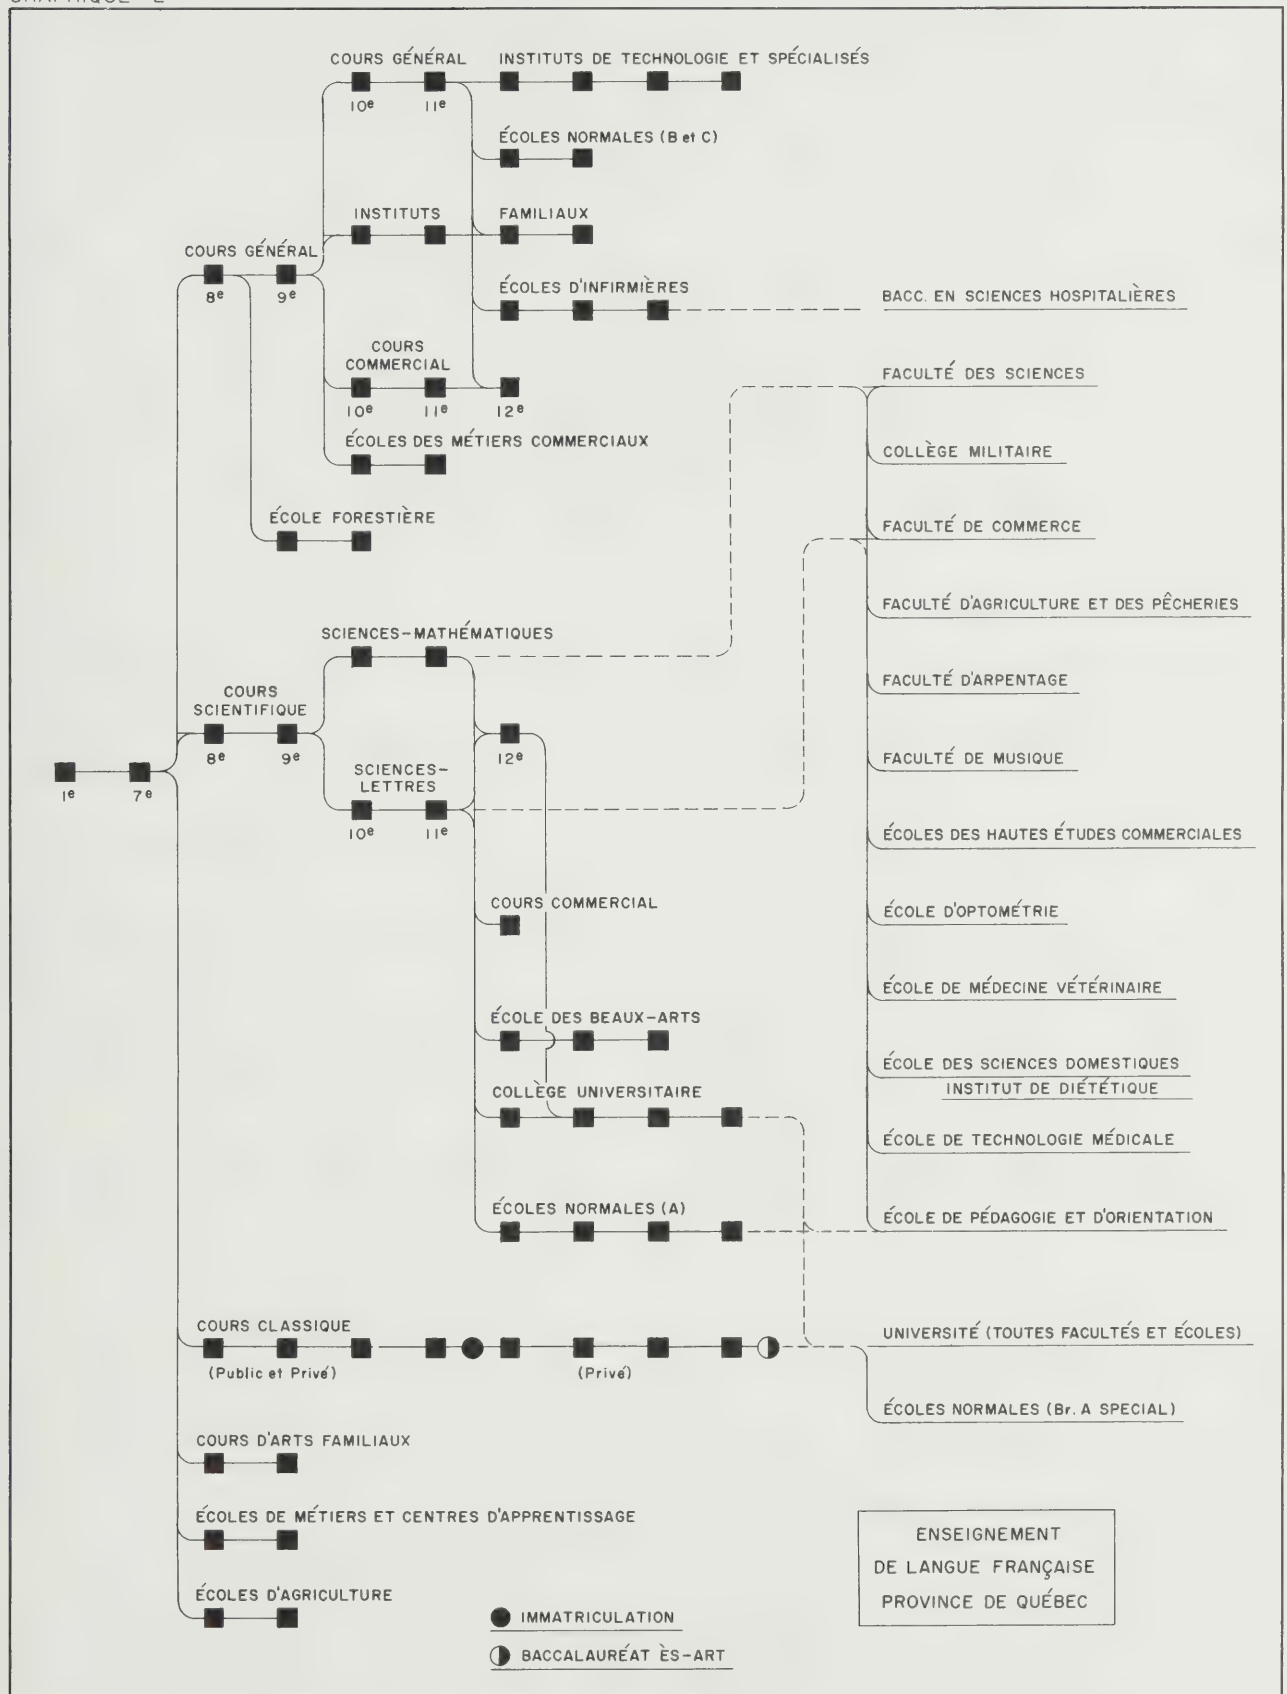 GRAPHIQUE 2
COURS GÉNÉRAL
10e 11e
INSTITUTS DE TECHNOLOGIE ET SPÉCIALISÉS
ÉCOLES NORMALES (B et C)
INSTITUTS FAMILIAUX
COURS GÉNÉRAL
8e 9e
ÉCOLES D'INFIRMIÈRES
BACC. EN SCIENCES HOSPITALIÈRES
COURS
COMMERCIAL
10e 11e 12e
ÉCOLES DES MÉTIERS COMMERCIAUX
ÉCOLE FORESTIÈRE
FACULTÉ DES SCIENCES
COLLÈGE MILITAIRE
FACULTÉ DE COMMERCE
FACULTÉ D'AGRICULTURE ET DES PÊCHERIES
FACULTÉ D'ARPENTAGE
FACULTÉ DE MUSIQUE
ÉCOLES DES HAUTES ÉTUDES COMMERCIALES
ÉCOLE D'OPTOMÉTRIE
ÉCOLE DE MÉDECINE VÉTÉRINAIRE
ÉCOLE DES SCIENCES DOMESTIQUES
INSTITUT DE DIÉTÉTIQUE
ÉCOLE DE TECHNOLOGIE MÉDICALE
ÉCOLE DE PÉDAGOGIE ET D'ORIENTATION
SCIENCES-MATHÉMATIQUES
COURS
SCIENTIFIQUE
8e 9e
12e
1e 7e
SCIENCES-
LETTRES
10e 11e
COURS COMMERCIAL
ÉCOLE DES BEAUX-ARTS
COLLÈGE UNIVERSITAIRE
ÉCOLES NORMALES (A)
COURS CLASSIQUE
(Public et Privé) (Privé)
UNIVERSITÉ (TOUTES FACULTÉS ET ÉCOLES)
ÉCOLES NORMALES (Br. A SPECIAL)
COURS D'ARTS FAMILIAUX
ÉCOLES DE MÉTIERS ET CENTRES D'APPRENTISSAGE
ÉCOLES D'AGRICULTURE
IMMATRICULATION
BACCALAURÉAT ÈS-ART
ENSEIGNEMENT
DE LANGUE FRANÇAISE
PROVINCE DE QUÉBEC